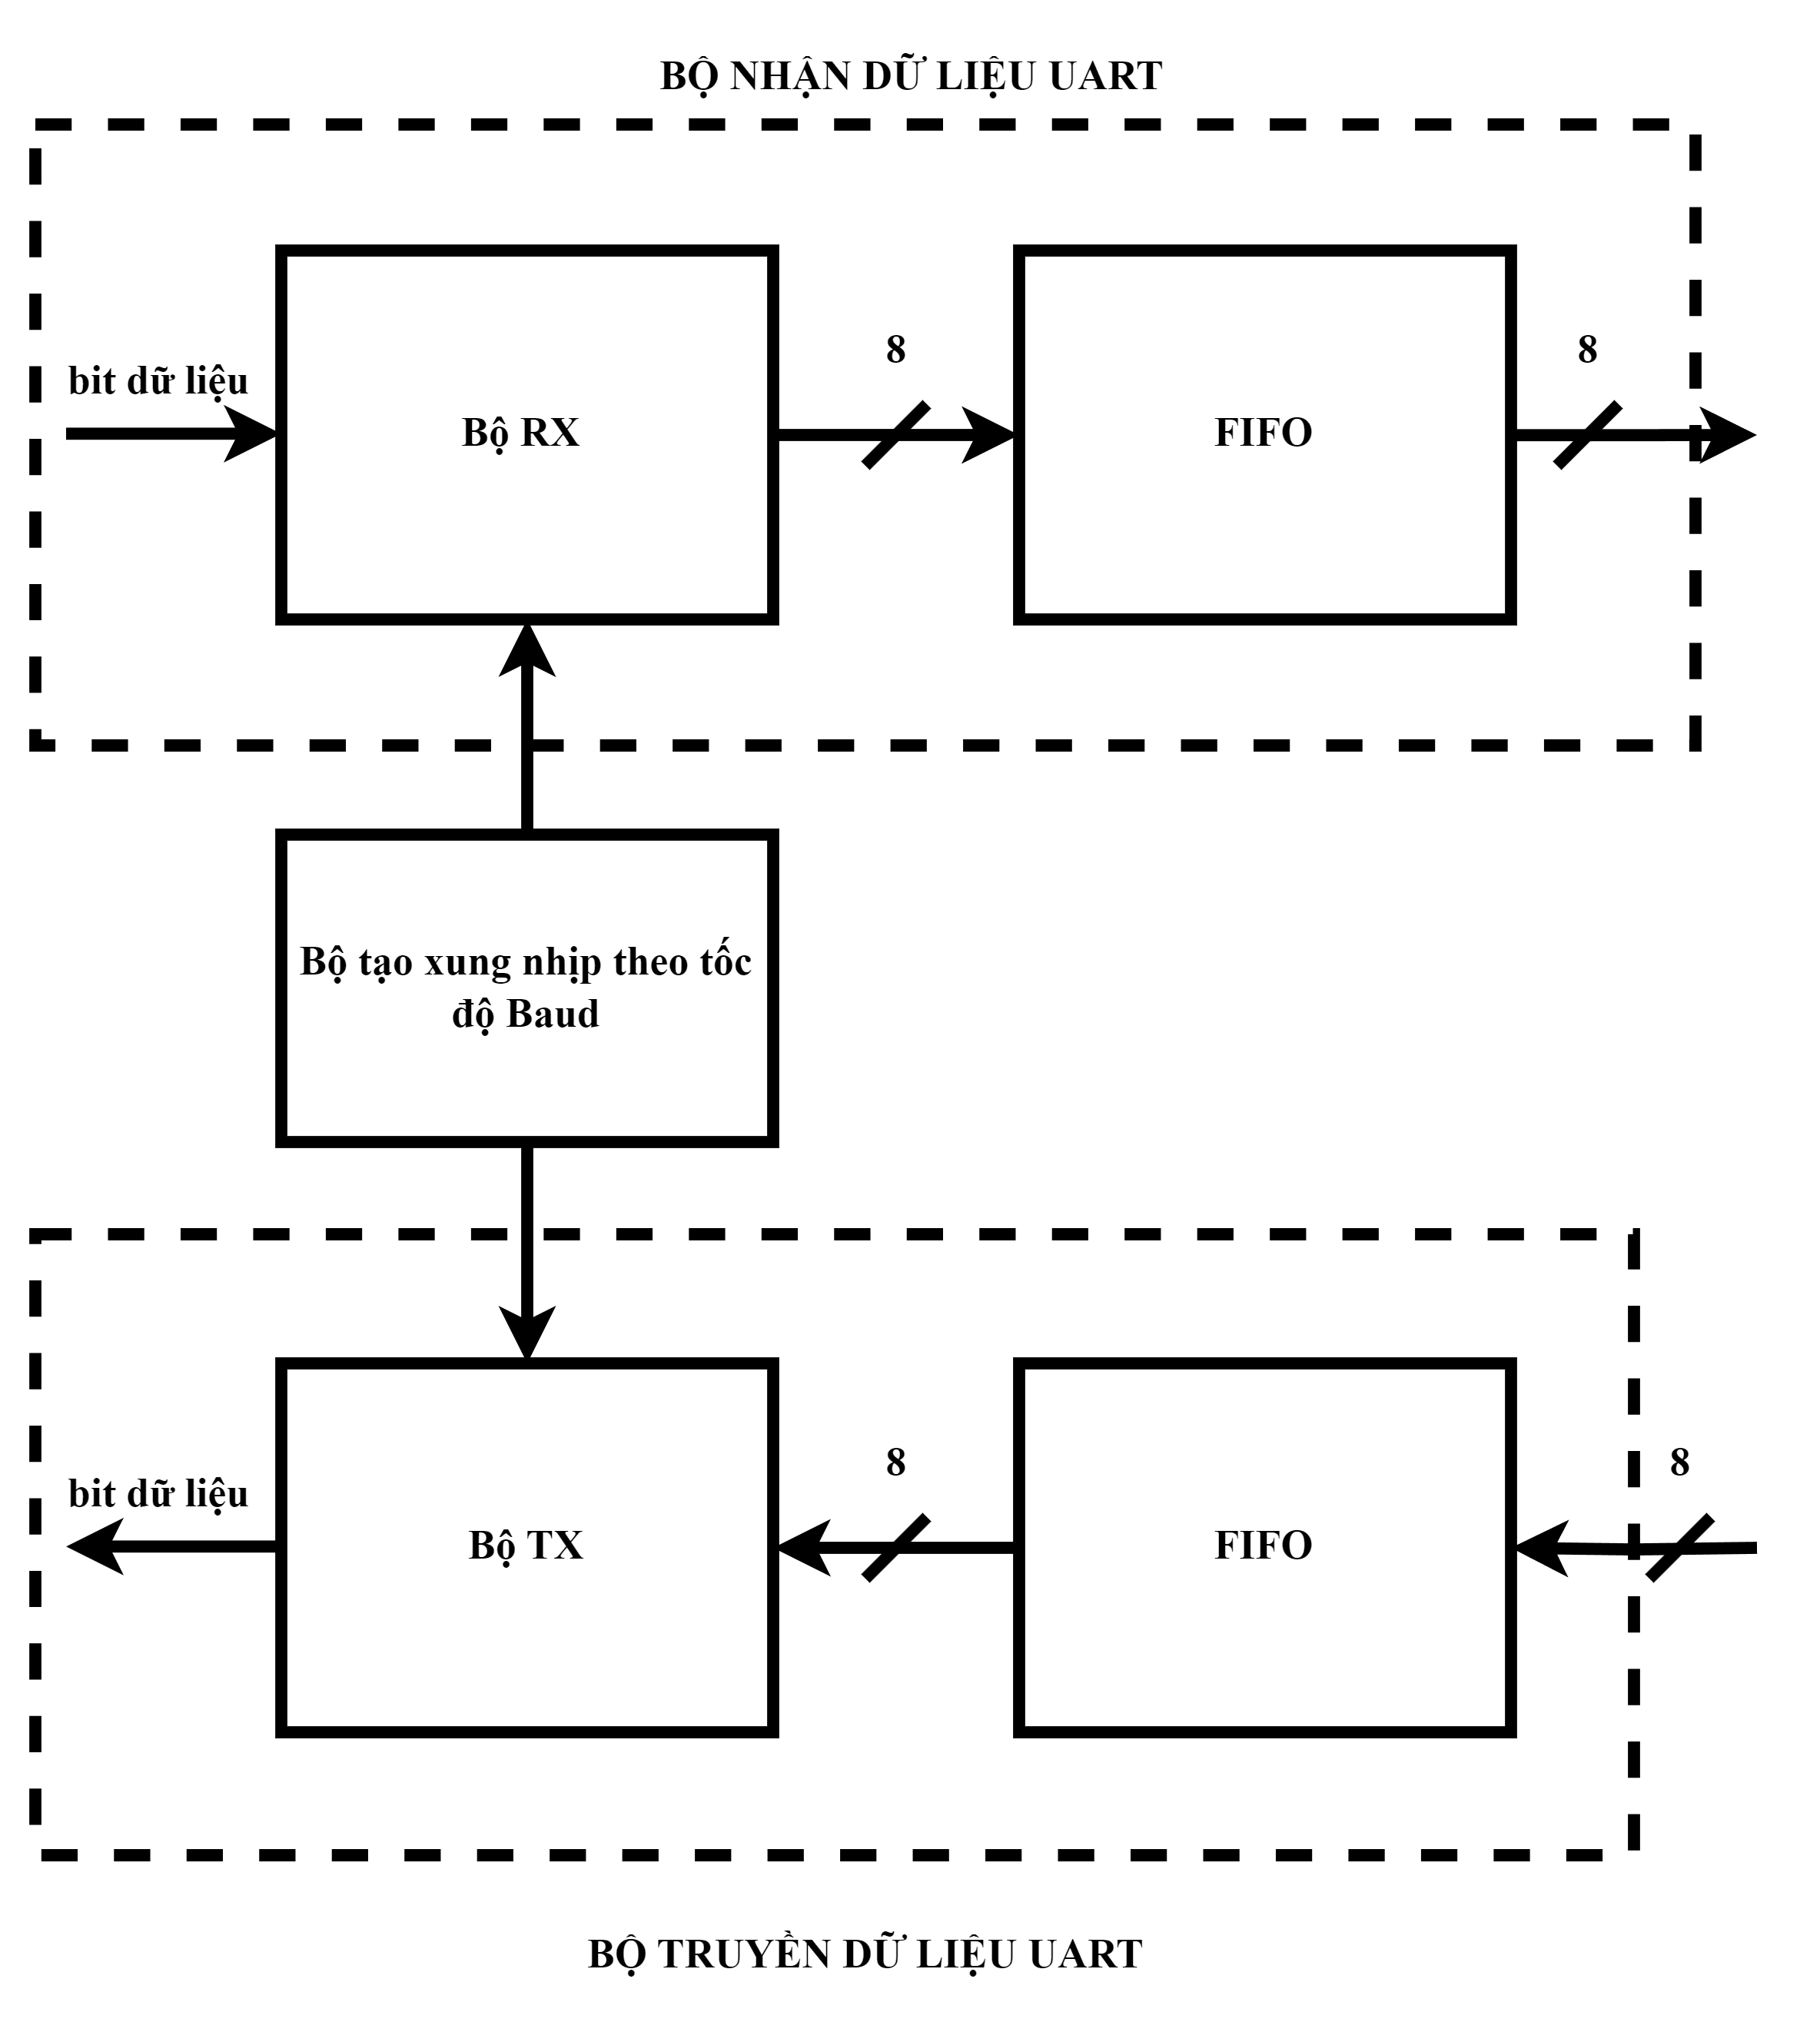 BỘ NHẬN DỮ LIỆU UART
8
8
bit dữ liệu
Bộ RX
FIFO
Bộ tạo xung nhịp theo tốc
độ Baud
8
8
bit dữ liệu
Bộ TX
FIFO
BỘ TRUYỀN DỮ LIỆU UART